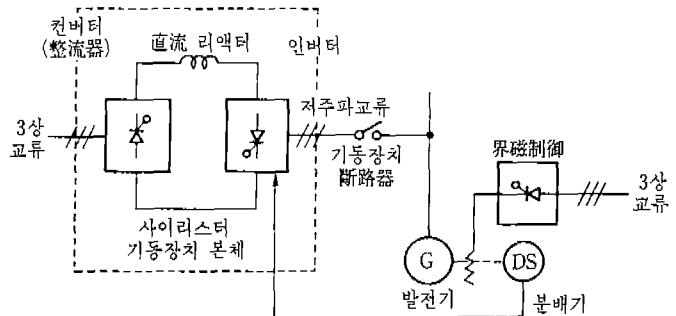 컨버터
(整流器)
直流 리액터
인버터
3상
교류
저주파교류
기동장치
斷路器
界磁制御
3상
교류
사이리스터
기동장치 본체
G
DS
발전기
분배기